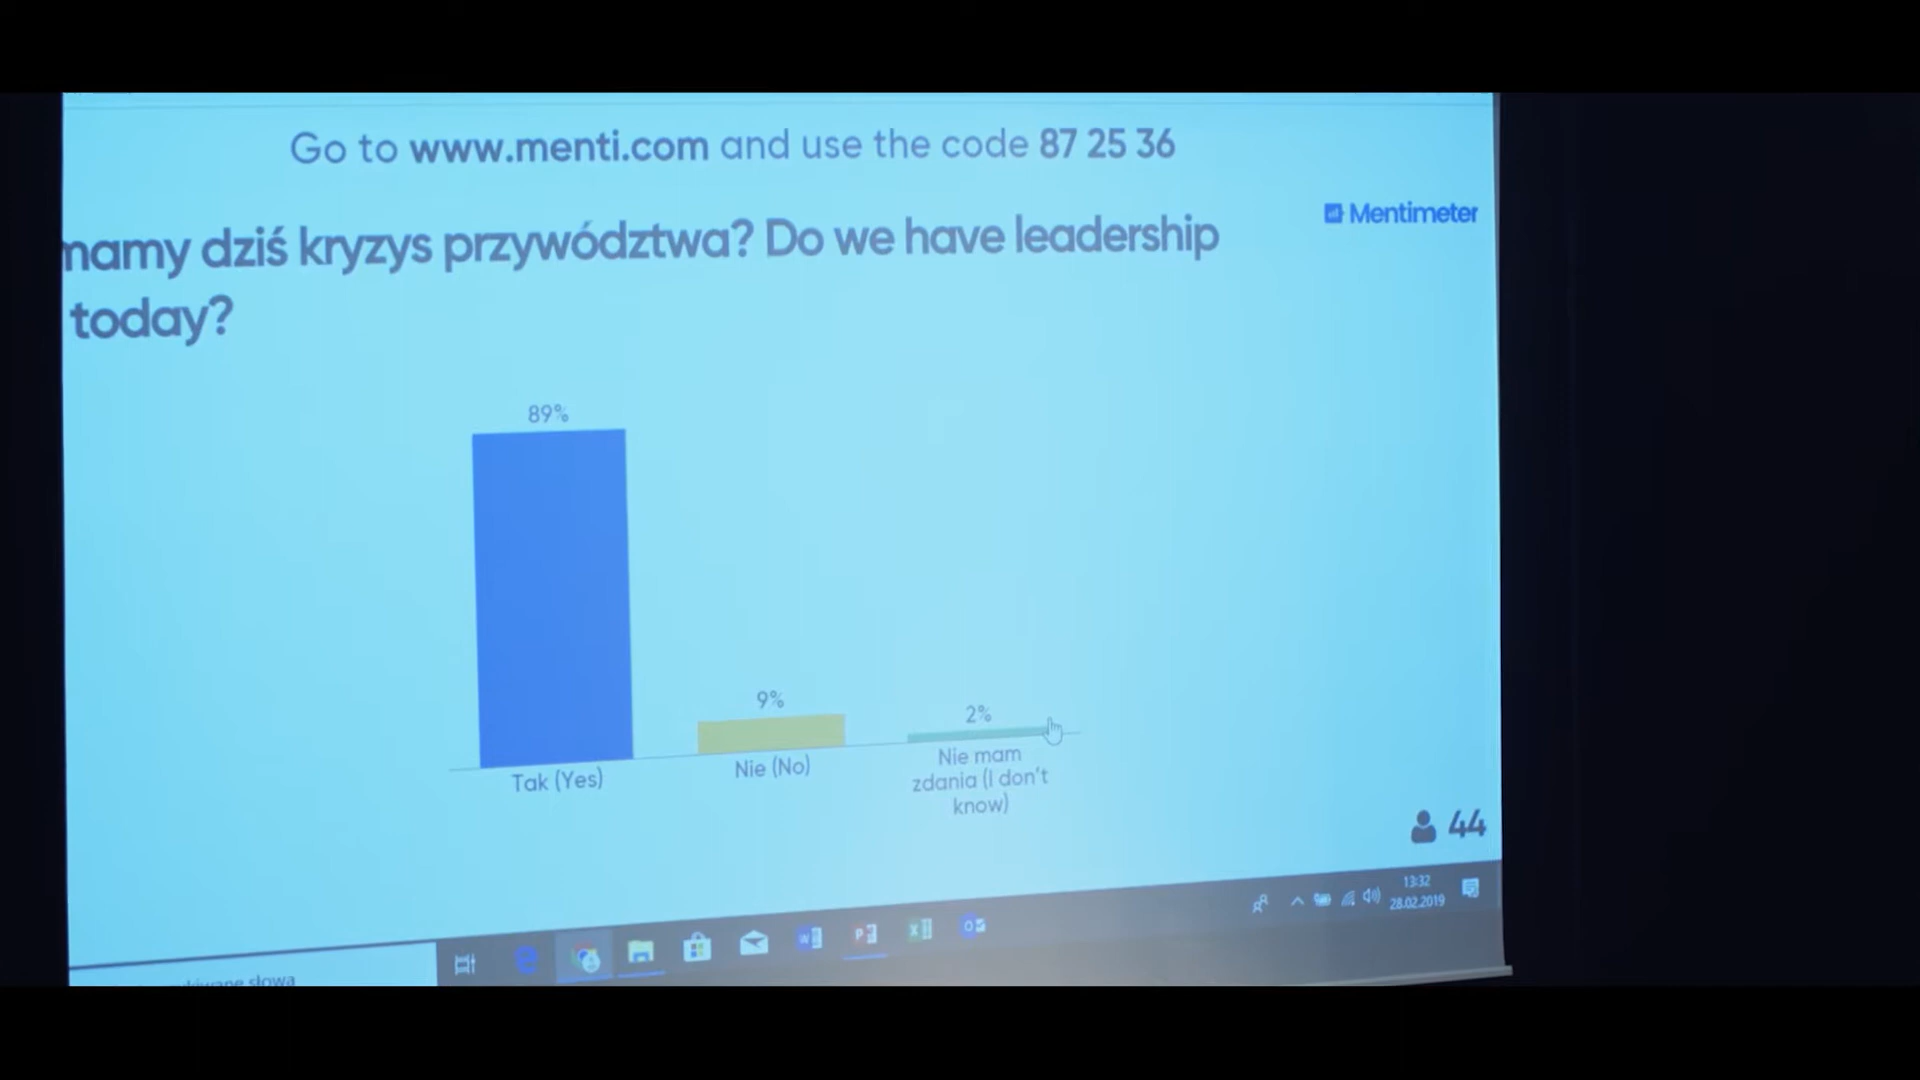 Go to www.menti.com and use the code 87 25 36
Mentimeter
mamy dziś kryzys przywództwa? Do we have leadership
today?
89%
9%
2%
Tak (Yes)
Nie (No)
Nie mam
zdania (I don't
know)
44
13:32
28.02.2019
słowa